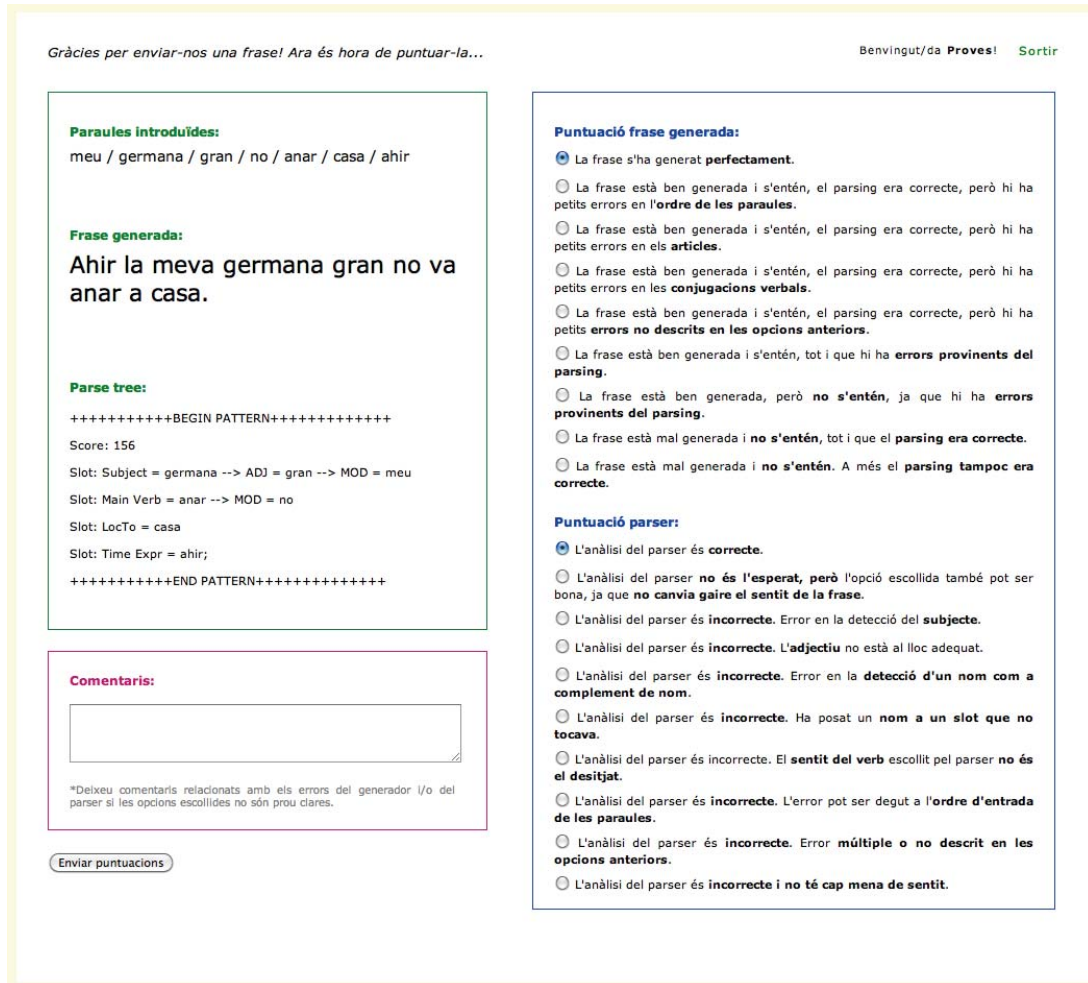 Gràcies per enviar-nos una frase! Ara és hora de puntuar-la...
Benvingut/da Proves! Sortir
Paraules introduïdes:
meu / germana / gran / no / anar / casa / ahir
Frase generada:
Ahir la meva germana gran no va
anar a casa.
Parse tree:
+++++++++++BEGIN PATTERN+++++++++++++
Score: 156
Slot: Subject = germana --> ADJ = gran --> MOD = meu
Slot: Main Verb = anar --> MOD = no
Slot: LocTo = casa
Slot: Time Expr = ahir;
+++++++++++END PATTERN++++++++++++++
Comentaris:
*Deixeu comentaris relacionats amb els errors del generador i/o del
parser si les opcions escollides no són prou clares.
Enviar puntuacions
Puntuació frase generada:
La frase s'ha generat perfectament.
La frase està ben generada i s'entén, el parsing era correcte, però hi ha
petits errors en l'ordre de les paraules.
La frase està ben generada i s'entén, el parsing era correcte, però hi ha
petits errors en els articles.
La frase està ben generada i s'entén, el parsing era correcte, però hi ha
petits errors en les conjugacions verbals.
La frase està ben generada i s'entén, el parsing era correcte, però hi ha
petits errors no descrits en les opcions anteriors.
La frase està ben generada i s'entén, tot i que hi ha errors provinents del
parsing.
La frase està ben generada, però no s'entén, ja que hi ha errors
provinents del parsing.
La frase està mal generada i no s'entén, tot i que el parsing era correcte.
La frase està mal generada i no s'entén. A més el parsing tampoc era
correcte.
Puntuació parser:
L'anàlisi del parser és correcte.
L'anàlisi del parser no és l'esperat, però l'opció escollida també pot ser
bona, ja que no canvia gaire el sentit de la frase.
L'anàlisi del parser és incorrecte. Error en la detecció del subjecte.
L'anàlisi del parser és incorrecte. L'adjectiu no està al lloc adequat.
L'anàlisi del parser és incorrecte. Error en la detecció d'un nom com a
complement de nom.
L'anàlisi del parser és incorrecte. Ha posat un nom a un slot que no
tocava.
L'anàlisi del parser és incorrecte. El sentit del verb escollit pel parser no és
el desitjat.
L'anàlisi del parser és incorrecte. L'error pot ser degut a l'ordre d'entrada
de les paraules.
L'anàlisi del parser és incorrecte. Error múltiple o no descrit en les
opcions anteriors.
L'anàlisi del parser és incorrecte i no té cap mena de sentit.